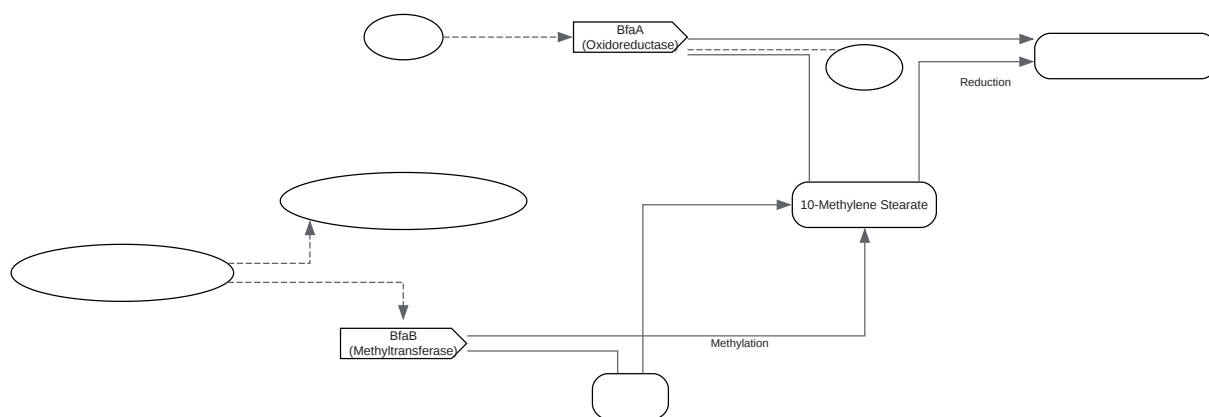 BfaA
(Oxidoreductase)
Reduction
10-Methylene Stearate
BfaB
(Methyltransferase)
Methylation